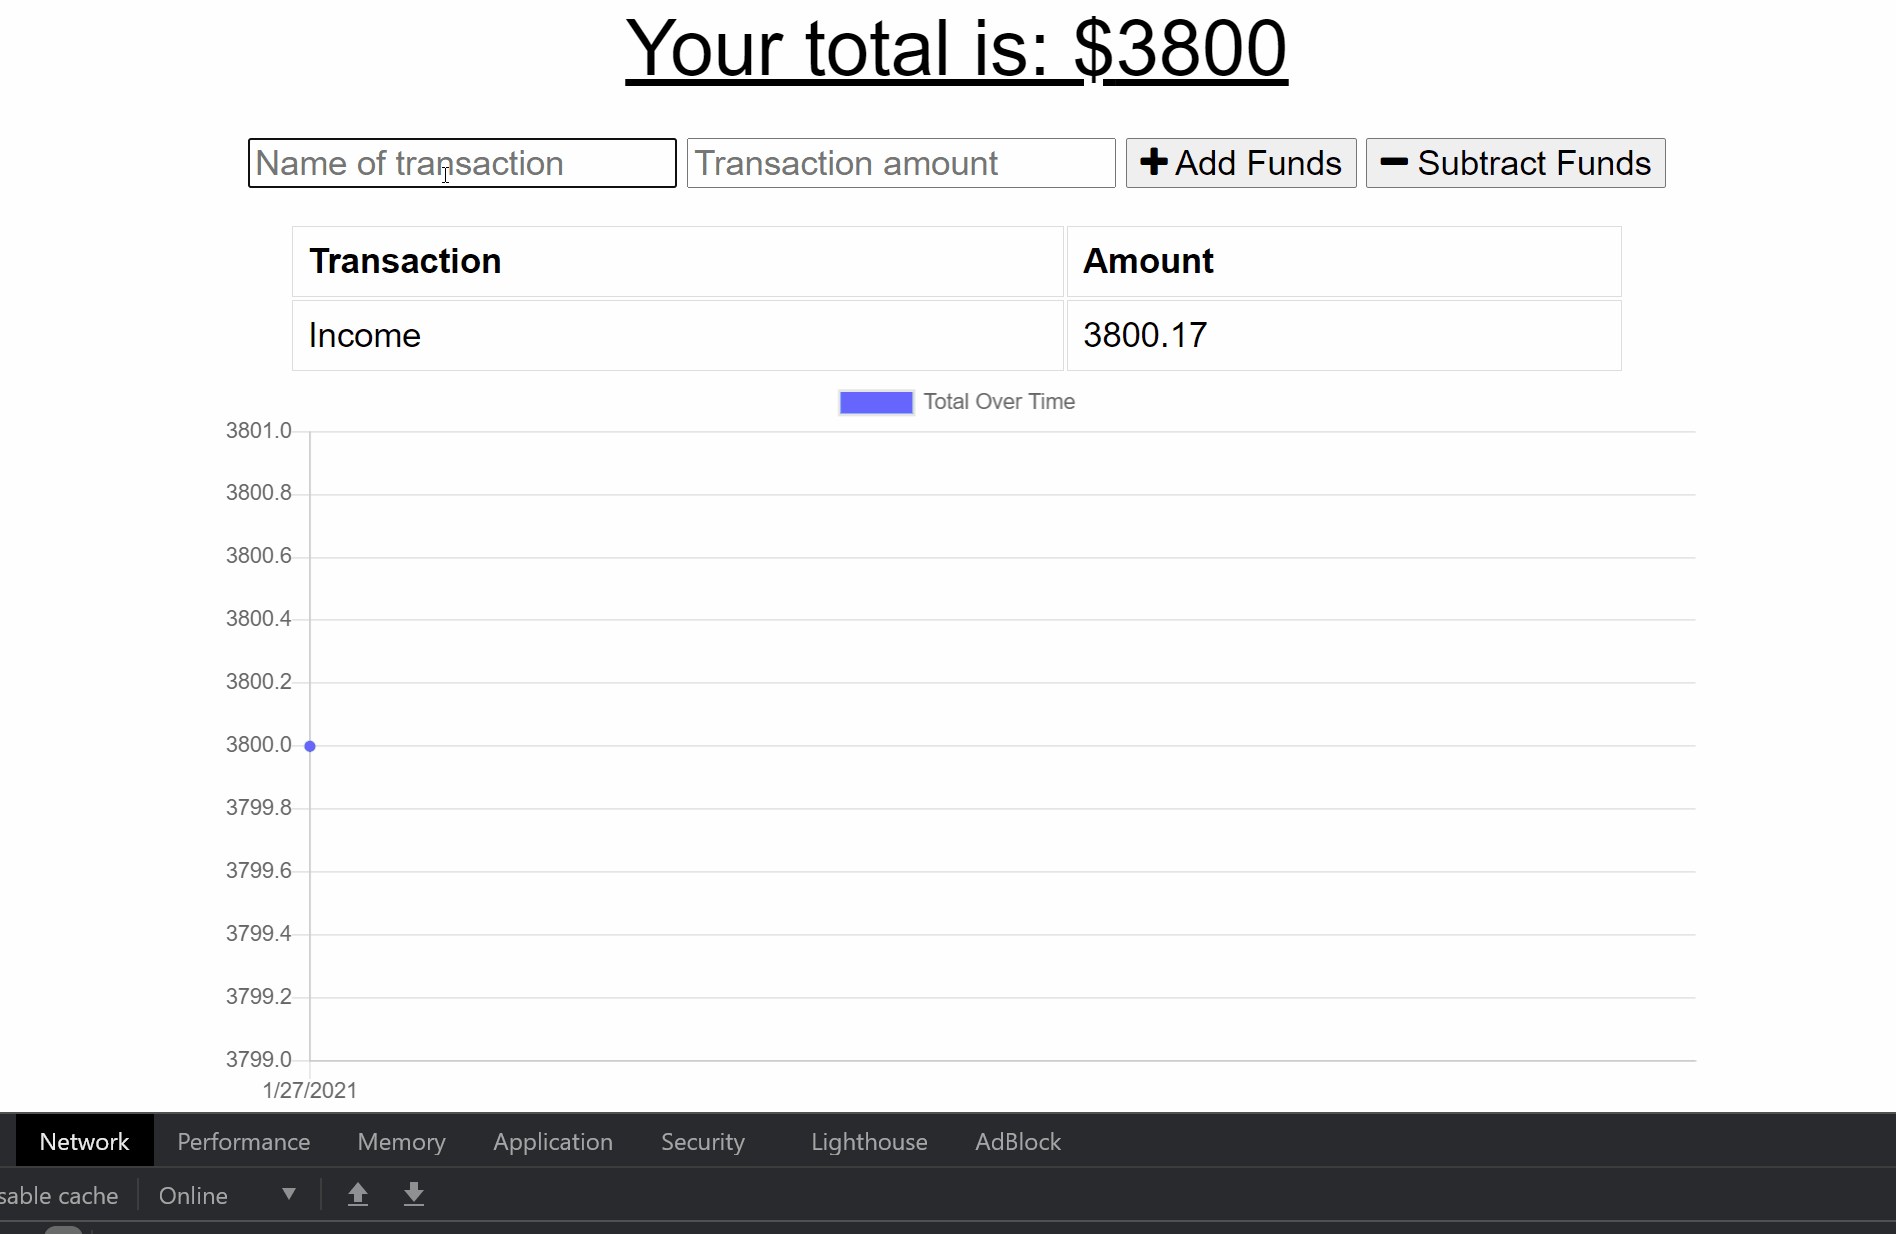 Your total is: $3800
Name of transaction Transaction amount Add Funds Subtract Funds
Transaction Amount
Income 3800.17
Total Over Time
3801.0
3800.8
3800.6
3800.4
3800.2
3800.0
3799.8
3799.6
3799.4
3799.2
3799.0
1/27/2021
Network Performance Memory Application Security Lighthouse AdBlock
sable cache Online